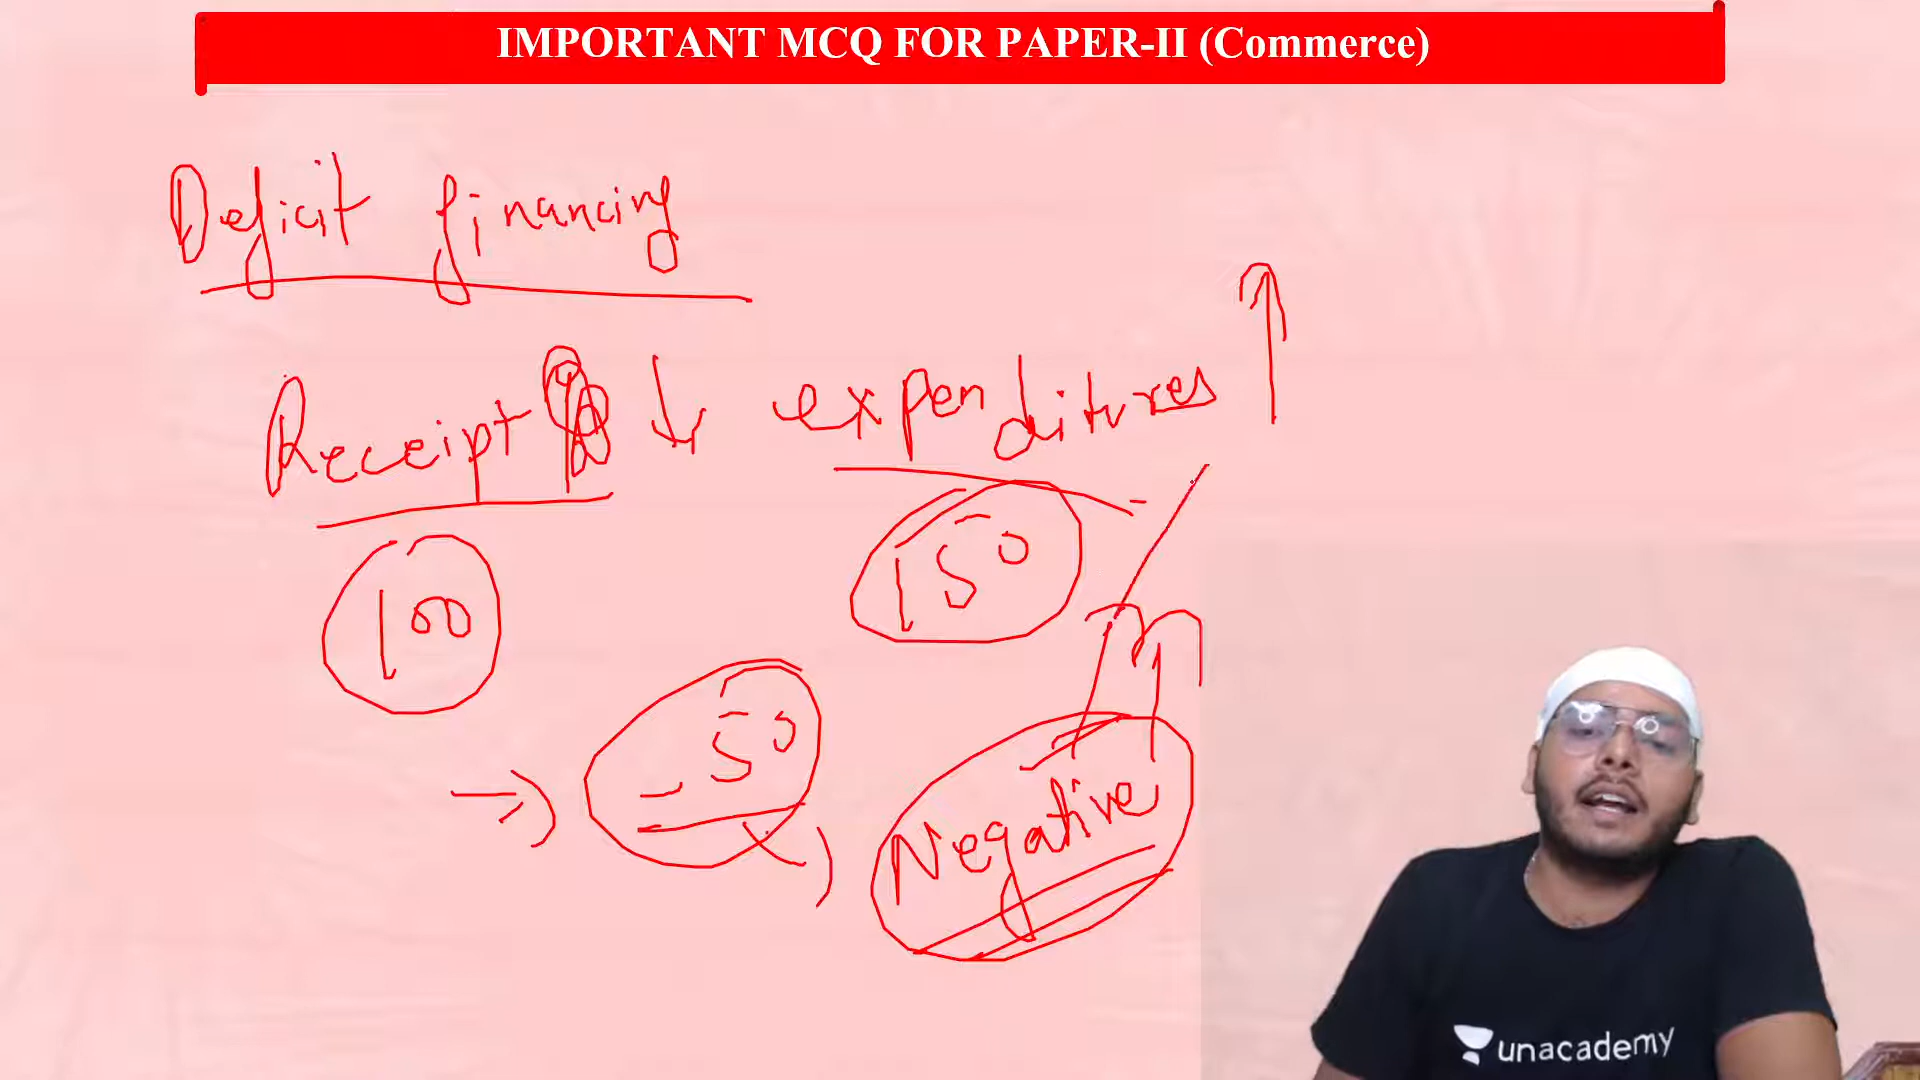 IMPORTANT MCQ FOR PAPER-II (Commerce)
Deficit financing
Receipt ↓ expenditures ↑
100 150
- 50
Negative
unacademy